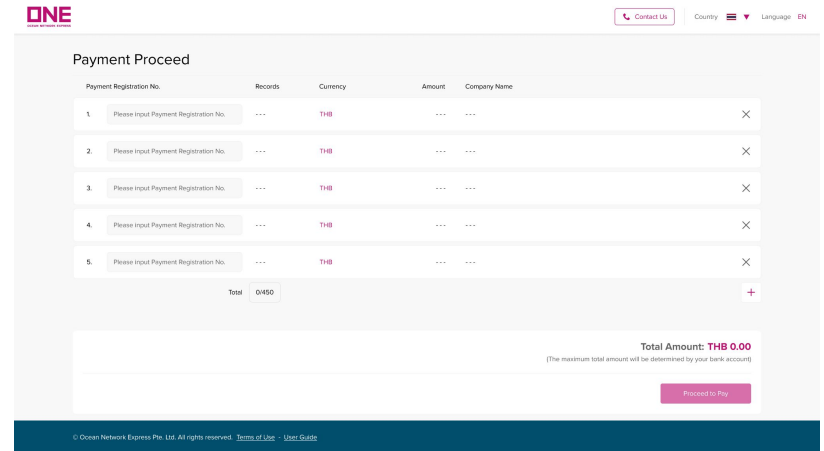 ONE
OCEAN NETWORK EXPRESS
Contact Us Country Language EN
Payment Proceed
Payment Registration No. Records Currency Amount Company Name
1. Please input Payment Registration No. --- THB --- ---
2. Please input Payment Registration No. --- THB --- ---
3. Please input Payment Registration No. --- THB --- ---
4. Please input Payment Registration No. --- THB --- ---
5. Please input Payment Registration No. --- THB --- ---
Total 0/450
Total Amount: THB 0.00
(The maximum total amount will be determined by your bank account)
Proceed to Pay
© Ocean Network Express Pte. Ltd. All rights reserved. Terms of Use - User Guide